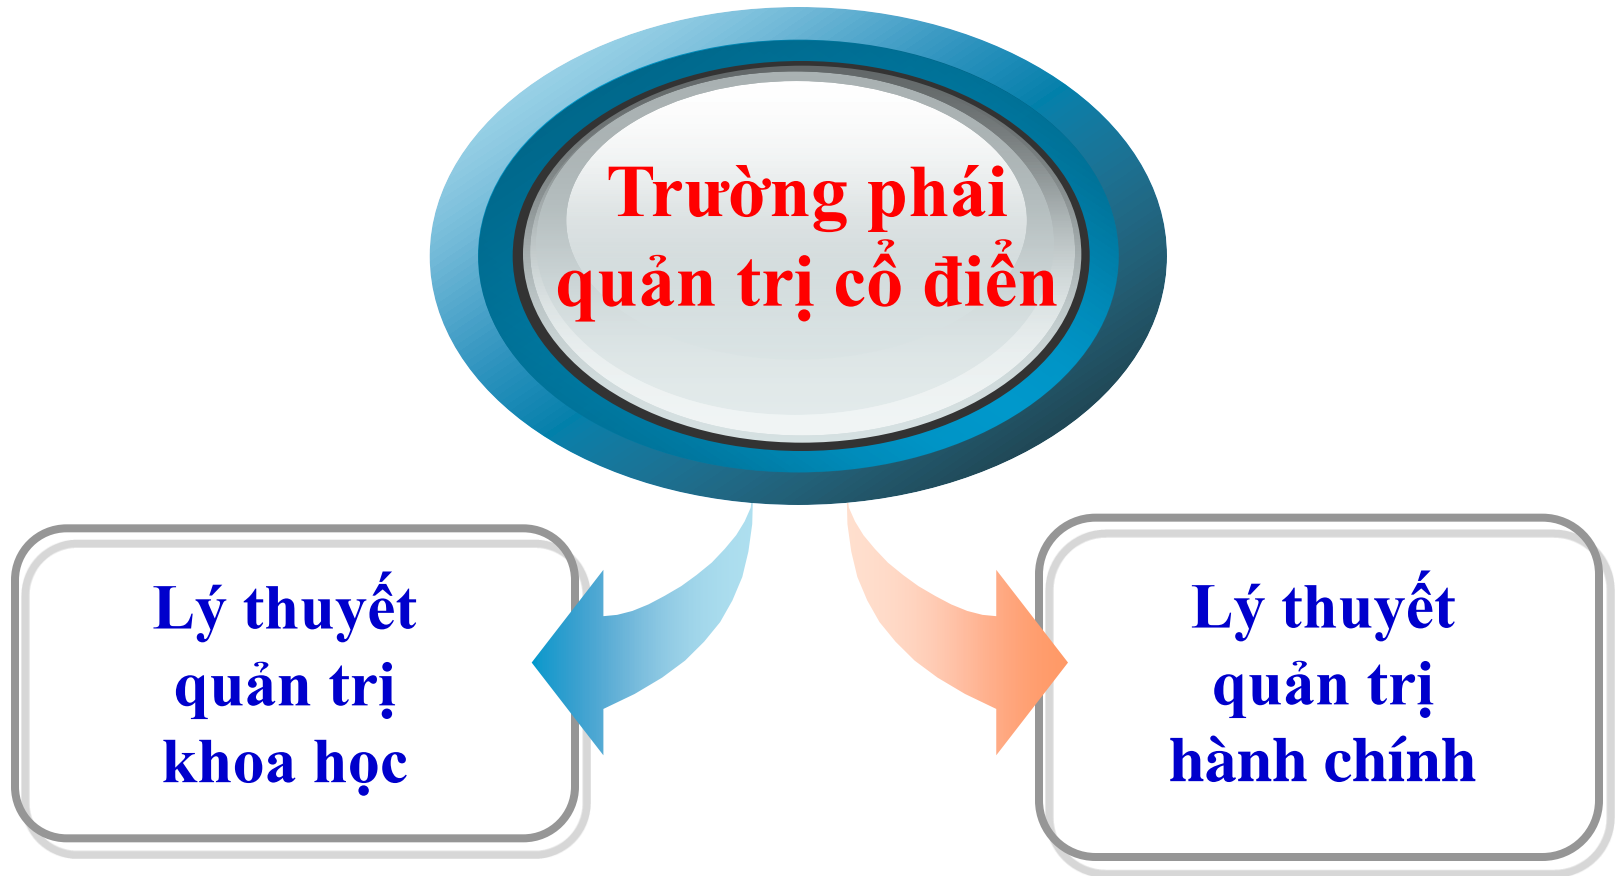 Trường phái
quản trị cổ điển
Lý thuyết
quản trị
khoa học
Lý thuyết
quản trị
hành chính